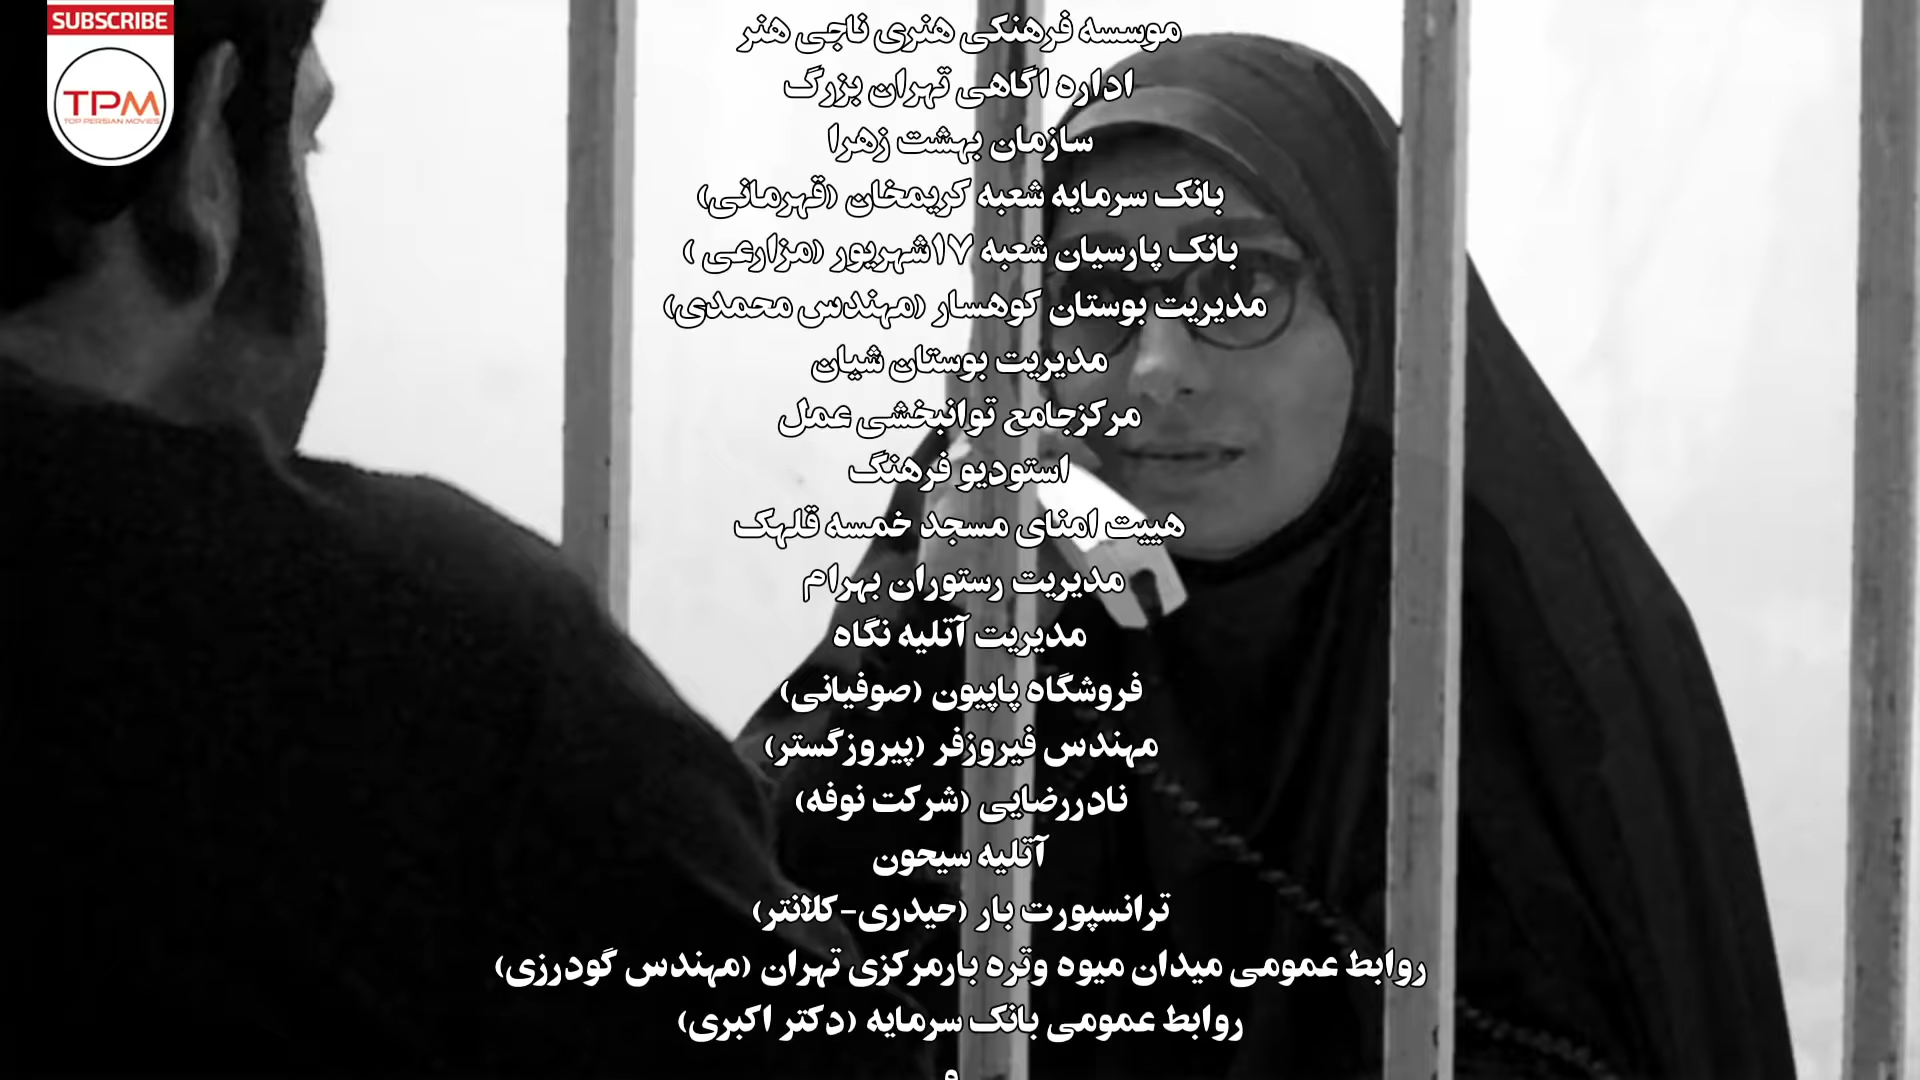 SUBSCRIBE
TPM
TOP PERSIAN MOVIES
موسسه فرهنگی هنری ناجی هنر
اداره اگاهی تهران بزرگ
سازمان بهشت زهرا
بانک سرمایه شعبه کریمخان (قهرمانی)
بانک پارسیان شعبه ۱۷شهریور (مزارعی )
مدیریت بوستان کوهسار (مهندس محمدی)
مدیریت بوستان شیان
مرکزجامع توانبخشی عمل
استودیو فرهنگ
هییت امنای مسجد خمسه قلهک
مدیریت رستوران بهرام
مدیریت آتلیه نگاه
فروشگاه پاپیون (صوفیانی)
مهندس فیروزفر (پیروزگستر)
نادررضایی (شرکت نوفه)
آتلیه سیحون
ترانسپورت بار (حیدری-کلانتر)
روابط عمومی میدان میوه وتره بارمرکزی تهران (مهندس گودرزی)
روابط عمومی بانک سرمایه (دکتر اکبری)
و